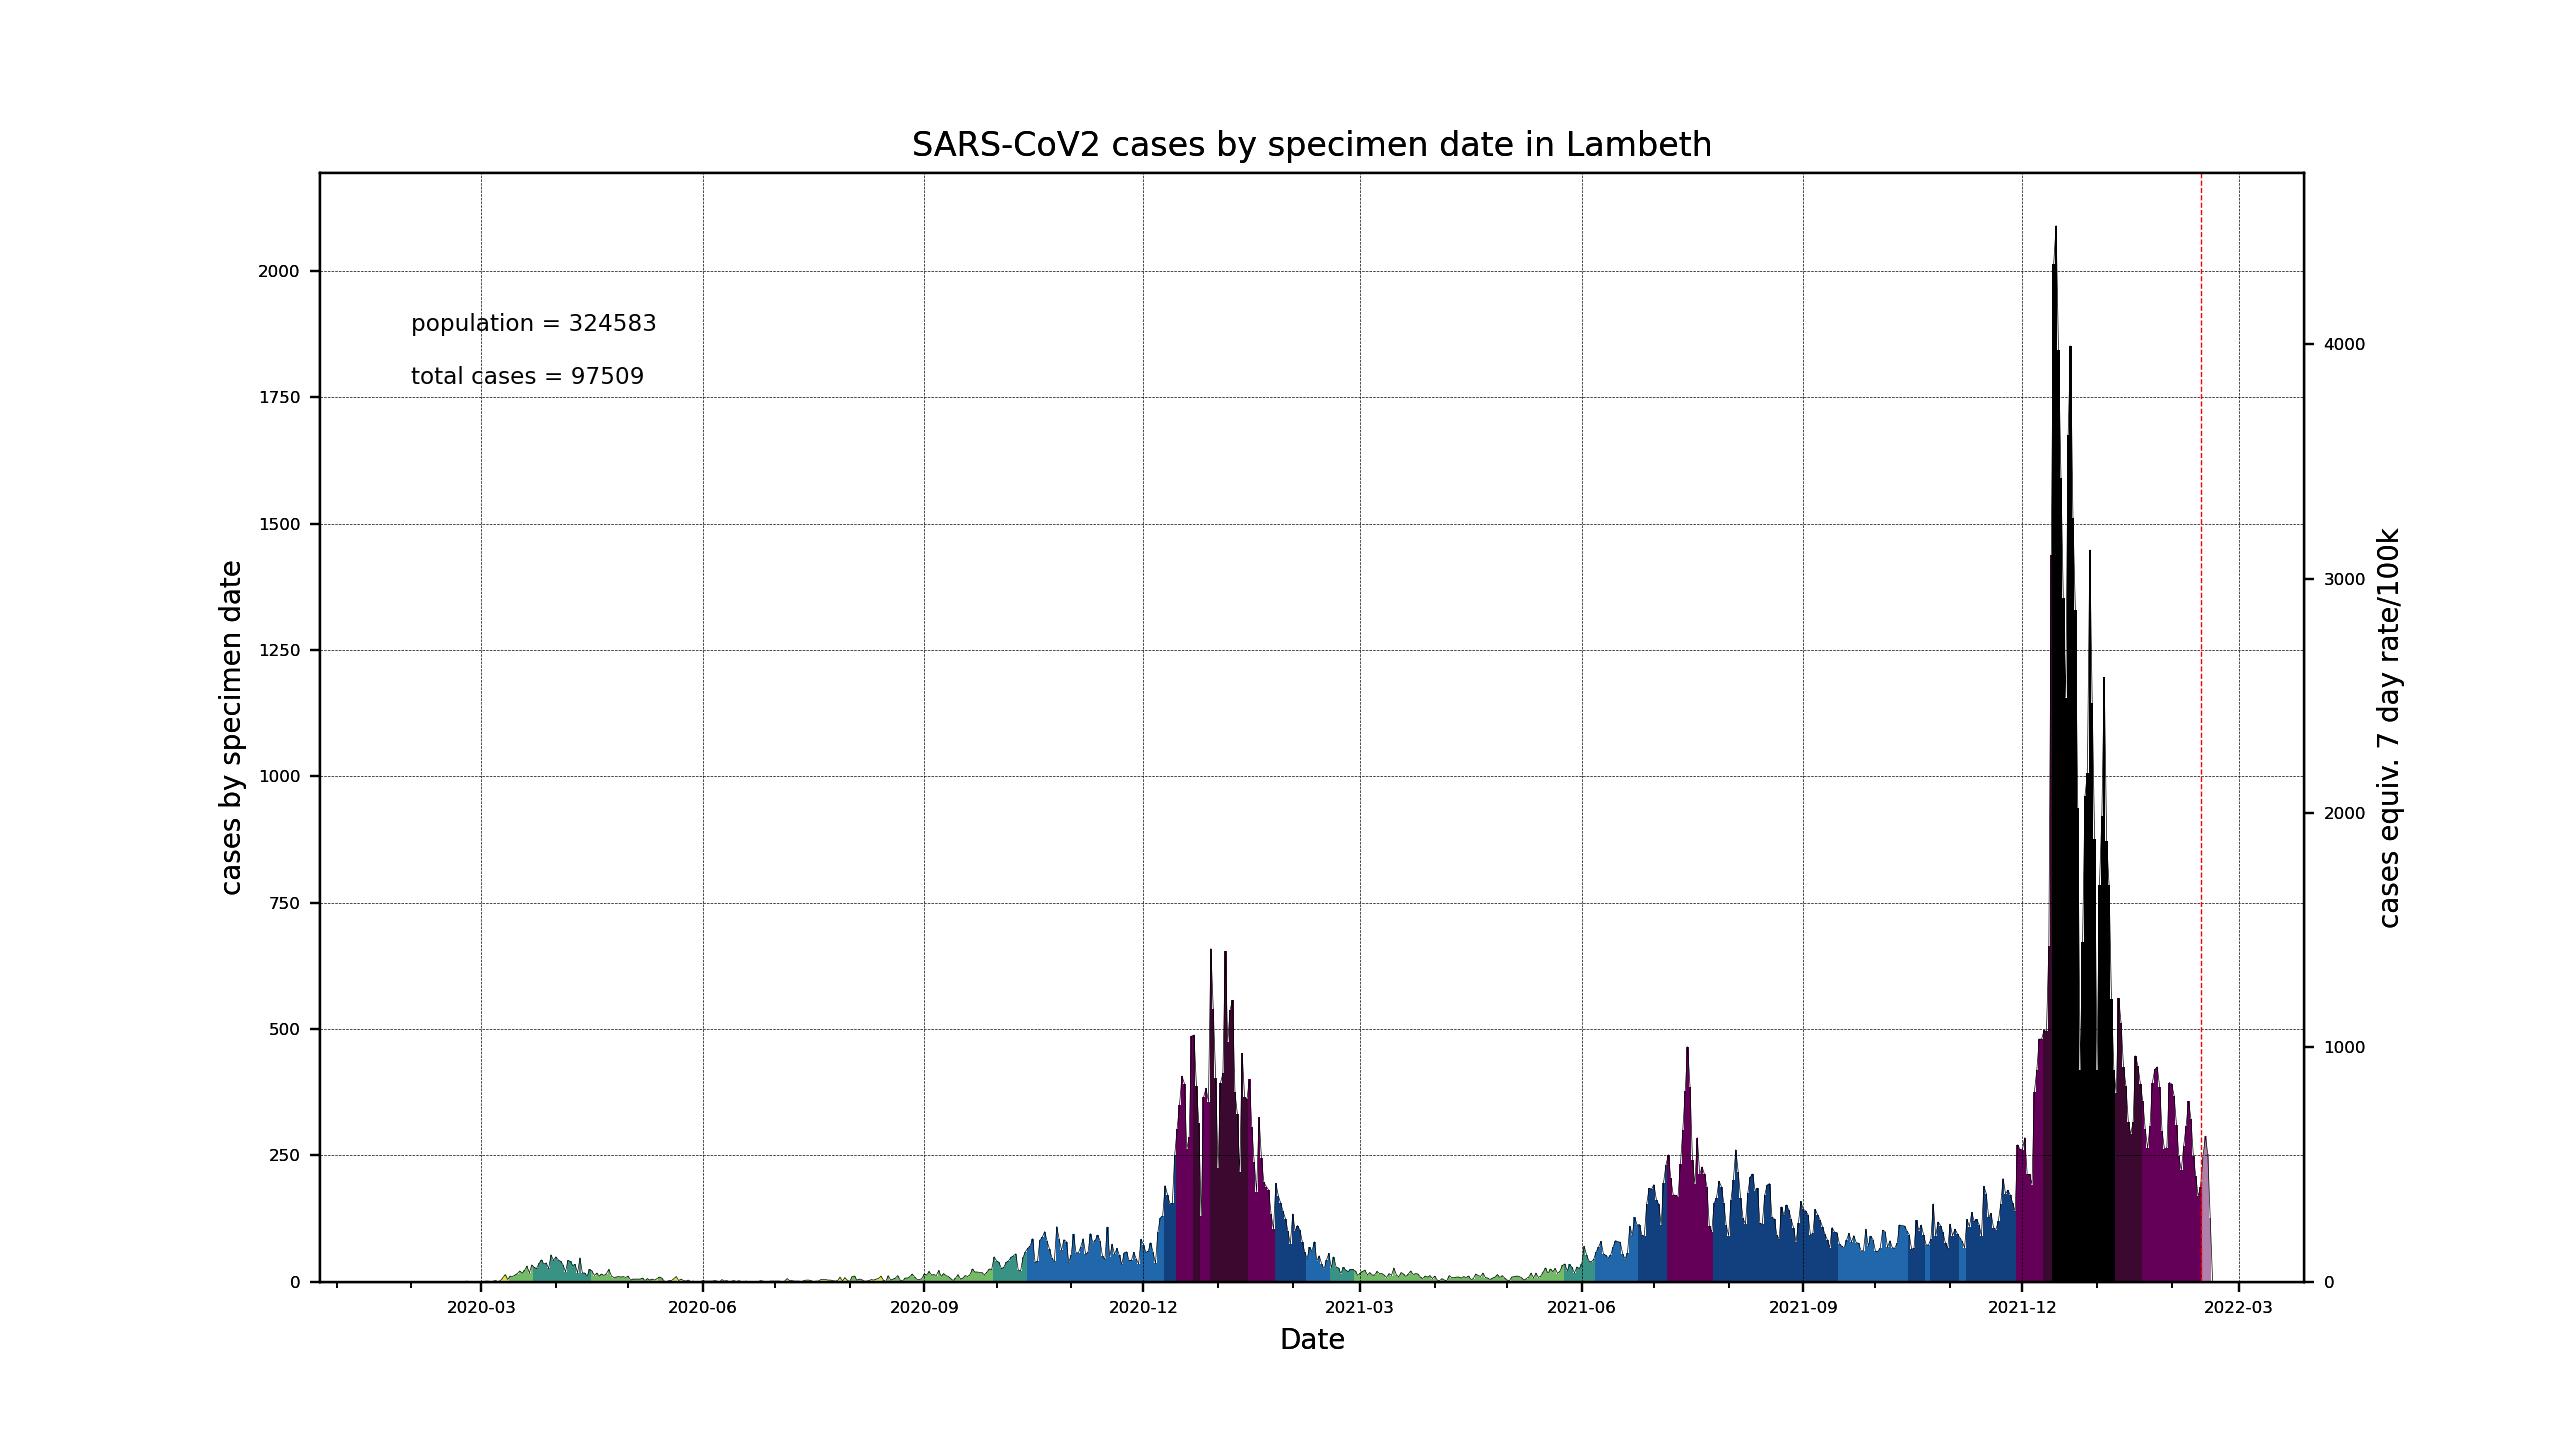 SARS-CoV2 cases by specimen date in Lambeth
cases by specimen date
2000
1750
1500
1250
1000
750
500
250
0
population = 324583
total cases = 97509
4000
3000
2000
1000
0
cases equiv. 7 day rate/100k
2020-03 2020-06 2020-09 2020-12 2021-03 2021-06 2021-09 2021-12 2022-03
Date